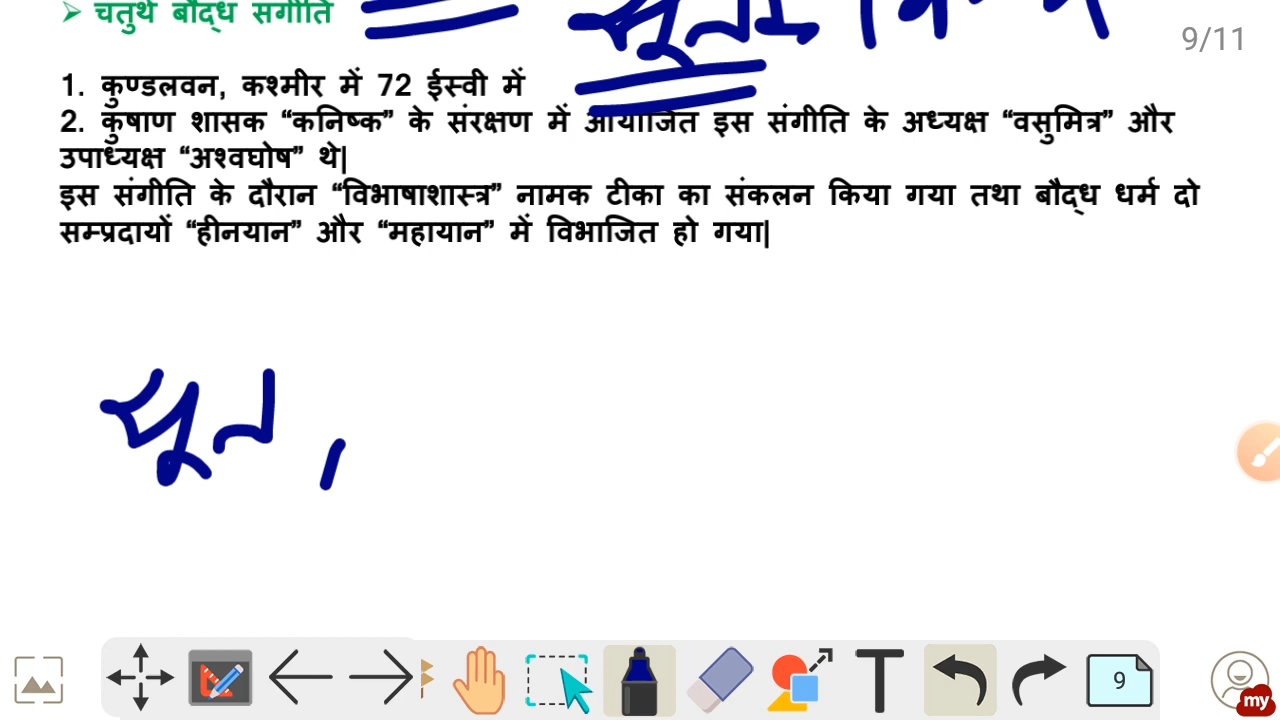 ➢ चतुर्थ बौद्ध संगीति
9/11
1. कुण्डलवन, कश्मीर में 72 ईस्वी में
2. कुषाण शासक “कनिष्क” के संरक्षण में आयोजित इस संगीति के अध्यक्ष “वसुमित्र” और
उपाध्यक्ष “अश्वघोष” थे|
इस संगीति के दौरान “विभाषाशास्त्र” नामक टीका का संकलन किया गया तथा बौद्ध धर्म दो
सम्प्रदायों “हीनयान” और “महायान” में विभाजित हो गया|
सुत ,
T
9
my